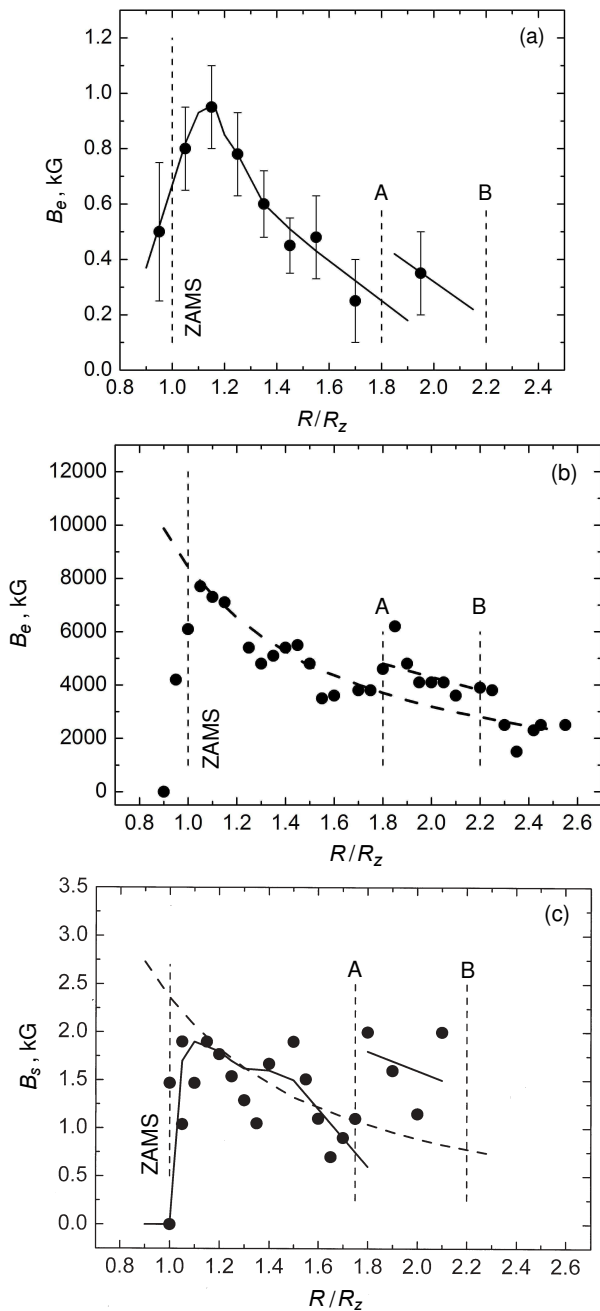 (a)
1.2
1.0
0.8
0.6
0.4
0.2
0.0
B_e, kG
ZAMS
A
B
0.8 1.0 1.2 1.4 1.6 1.8 2.0 2.2 2.4
R/R_z
(b)
12000
10000
8000
6000
4000
2000
0
B_e, kG
ZAMS
A
B
0.8 1.0 1.2 1.4 1.6 1.8 2.0 2.2 2.4 2.6
R/R_z
(c)
3.5
3.0
2.5
2.0
1.5
1.0
0.5
0.0
B_s, kG
ZAMS
A
B
0.8 1.0 1.2 1.4 1.6 1.8 2.0 2.2 2.4 2.6
R/R_z